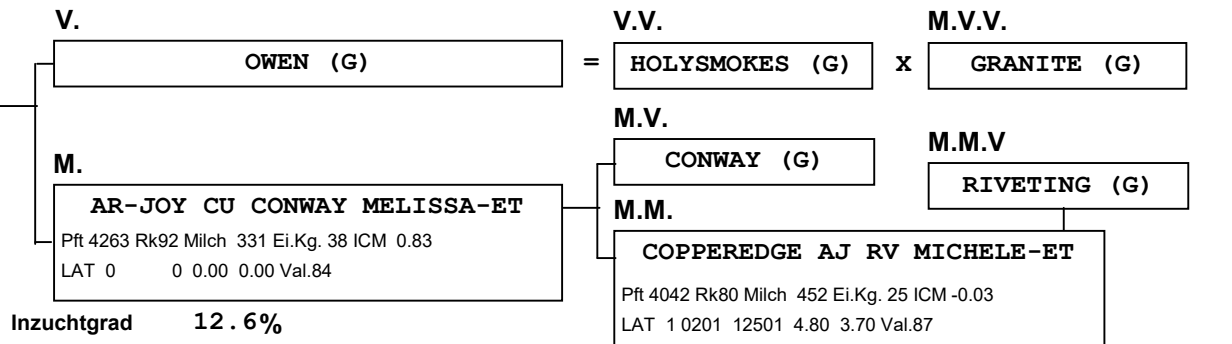 V. V.V. M.V.V.
OWEN (G) = HOLYSMOKES (G) X GRANITE (G)
M.V.
M.M.V
CONWAY (G)
M.
RIVETING (G)
AR-JOY CU CONWAY MELISSA-ET
M.M.
Pft 4263 Rk92 Milch 331 Ei.Kg. 38 ICM 0.83
COPPEREDGE AJ RV MICHELE-ET
LAT 0 0 0.00 0.00 Val.84
Pft 4042 Rk80 Milch 452 Ei.Kg. 25 ICM -0.03
Inzuchtgrad 12.6%
LAT 1 0201 12501 4.80 3.70 Val.87